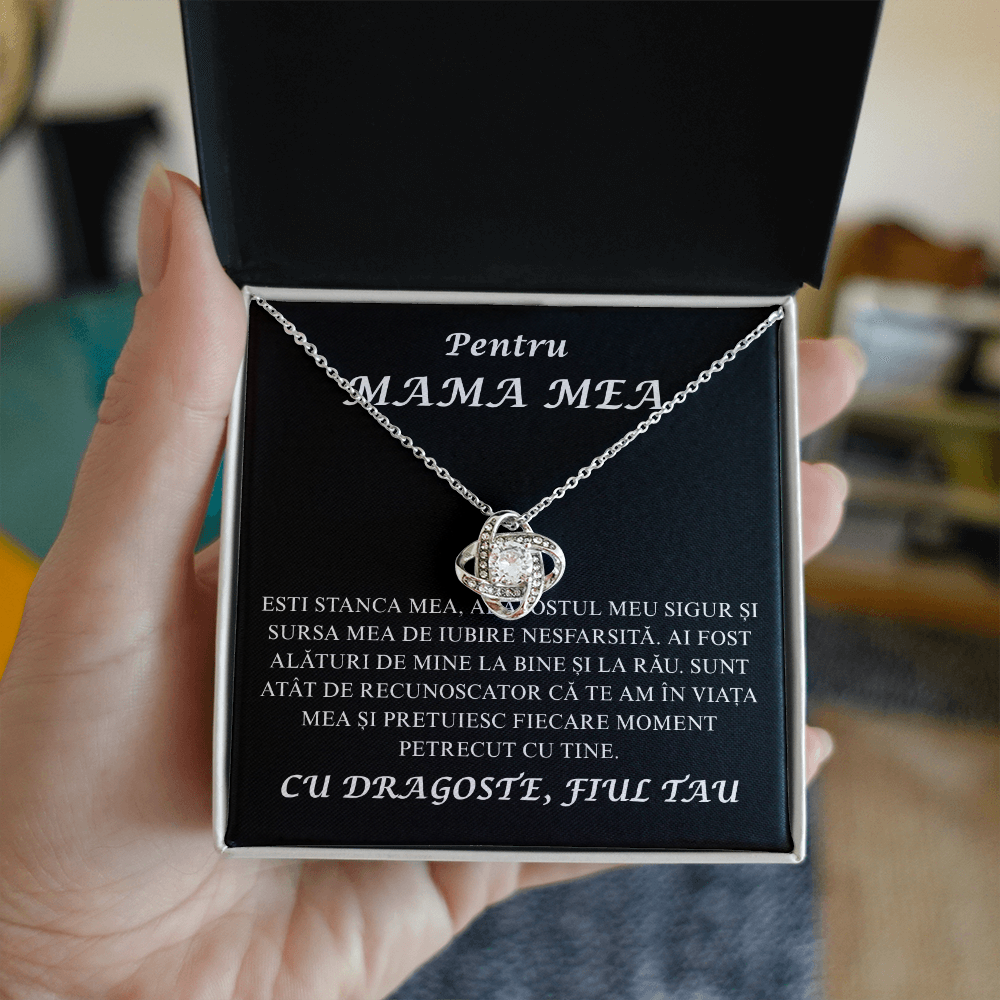 Pentru
MAMA MEA
ESTI STANCA MEA, MEU SIGUR ȘI
SURSA MEA DE IUBIRE NESFARSITĂ. AI FOST
ALĂTURI DE MINE LA BINE ȘI LA RĂU. SUNT
ATÂT DE RECUNOSCATOR CĂ TE AM ÎN VIAȚA
MEA ȘI PRETUIESC FIECARE MOMENT
PETRECUT CU TINE.
CU DRAGOSTE, FIUL TAU